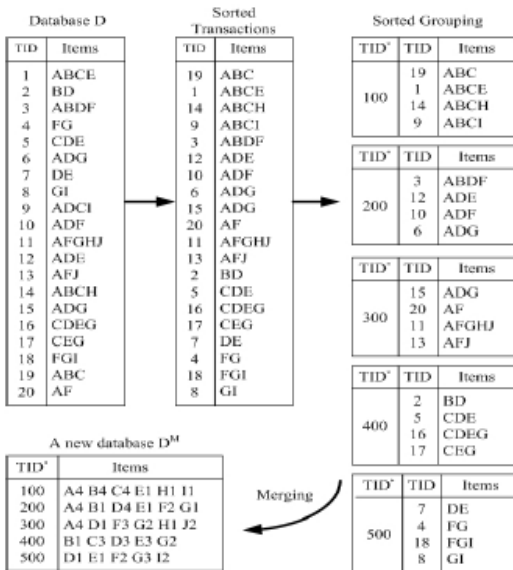 Database D
TID Items
1 ABCE
2 BD
3 ABDF
4 FG
5 CDE
6 ADG
7 DE
8 GI
9 ADCI
10 ADF
11 AFGHJ
12 ADE
13 AFJ
14 ABCH
15 ADG
16 CDEG
17 CEG
18 FGI
19 ABC
20 AF
Sorted
Transactions
TID Items
19 ABC
1 ABCE
14 ABCH
9 ABCI
3 ABDF
12 ADE
10 ADF
6 ADG
15 ADG
20 AF
11 AFGHJ
13 AFJ
2 BD
5 CDE
16 CDEG
17 CEG
7 DE
4 FG
18 FGI
8 GI
Sorted Grouping
TID* TID Items
100
19 ABC
1 ABCE
14 ABCH
9 ABCI
TID* TID Items
200
3 ABDF
12 ADE
10 ADF
6 ADG
TID* TID Items
300
15 ADG
20 AF
11 AFGHJ
13 AFJ
TID* TID Items
400
2 BD
5 CDE
16 CDEG
17 CEG
TID* TID Items
500
7 DE
4 FG
18 FGI
8 GI
Merging
A new database D^M
TID* Items
100 A4 B4 C4 E1 H1 I1
200 A4 B1 D4 E1 F2 G1
300 A4 D1 F3 G2 H1 J2
400 B1 C3 D3 E3 G2
500 D1 E1 F2 G3 I2